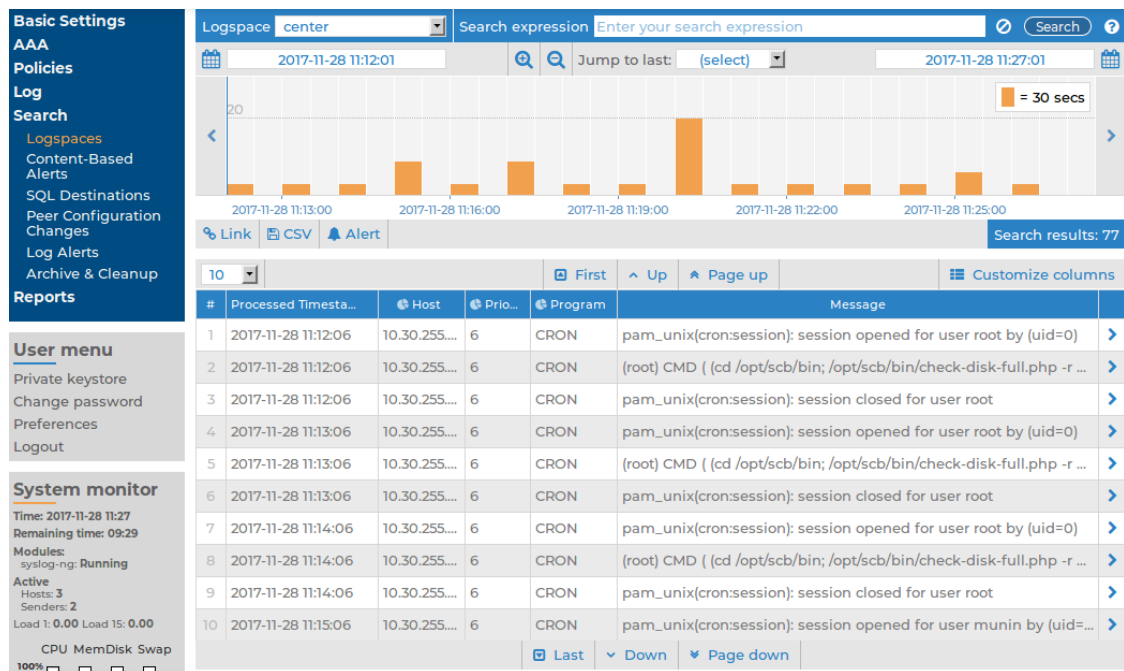 Basic Settings
AAA
Policies
Log
Search
Logspaces
Content-Based
Alerts
SQL Destinations
Peer Configuration
Changes
Log Alerts
Archive & Cleanup
Reports
User menu
Private keystore
Change password
Preferences
Logout
System monitor
Time: 2017-11-28 11:27
Remaining time: 09:29
Modules:
syslog-ng: Running
Active
Hosts: 3
Senders: 2
Load 1: 0.00 Load 15: 0.00
CPU Mem Disk Swap
100%
Logspace center Search expression Enter your search expression Search
2017-11-28 11:12:01 Jump to last: (select) 2017-11-28 11:27:01
= 30 secs
20
2017-11-28 11:13:00 2017-11-28 11:16:00 2017-11-28 11:19:00 2017-11-28 11:22:00 2017-11-28 11:25:00
Link CSV Alert Search results: 77
10 First Up Page up Customize columns
# Processed Timesta... Host Prio... Program Message
1 2017-11-28 11:12:06 10.30.255.... 6 CRON pam_unix(cron:session): session opened for user root by (uid=0)
2 2017-11-28 11:12:06 10.30.255.... 6 CRON (root) CMD ( (cd /opt/scb/bin; /opt/scb/bin/check-disk-full.php -r ...
3 2017-11-28 11:12:06 10.30.255.... 6 CRON pam_unix(cron:session): session closed for user root
4 2017-11-28 11:13:06 10.30.255.... 6 CRON pam_unix(cron:session): session opened for user root by (uid=0)
5 2017-11-28 11:13:06 10.30.255.... 6 CRON (root) CMD ( (cd /opt/scb/bin; /opt/scb/bin/check-disk-full.php -r ...
6 2017-11-28 11:13:06 10.30.255.... 6 CRON pam_unix(cron:session): session closed for user root
7 2017-11-28 11:14:06 10.30.255.... 6 CRON pam_unix(cron:session): session opened for user root by (uid=0)
8 2017-11-28 11:14:06 10.30.255.... 6 CRON (root) CMD ( (cd /opt/scb/bin; /opt/scb/bin/check-disk-full.php -r ...
9 2017-11-28 11:14:06 10.30.255.... 6 CRON pam_unix(cron:session): session closed for user root
10 2017-11-28 11:15:06 10.30.255.... 6 CRON pam_unix(cron:session): session opened for user munin by (uid=...
Last Down Page down